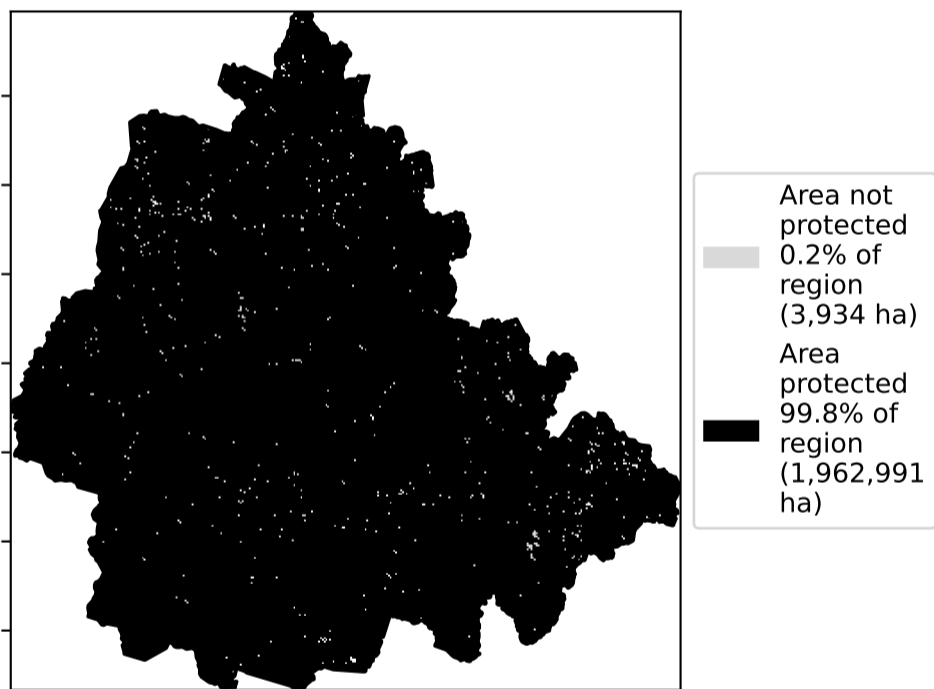 Area not
protected
0.2% of
region
(3,934 ha)
Area
protected
99.8% of
region
(1,962,991
ha)